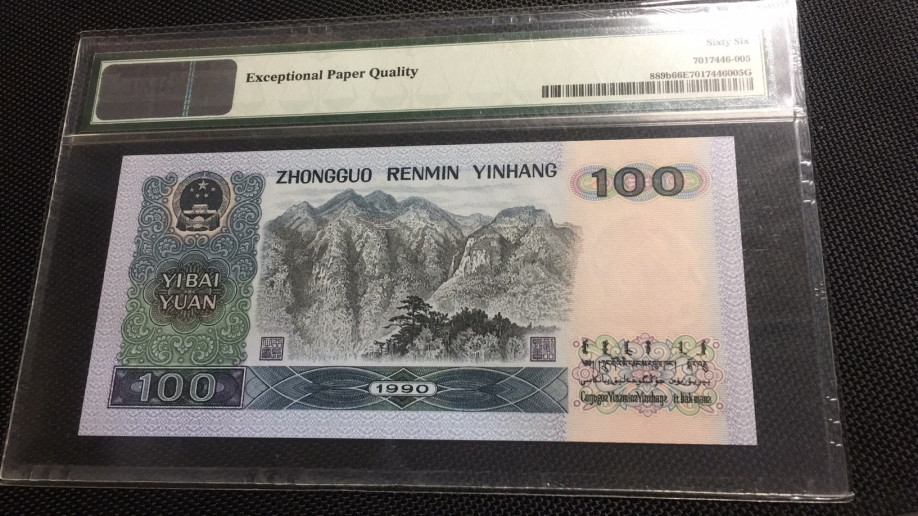 Sixty Six
Exceptional Paper Quality
7017446-005
889b66E7017446005G
ZHONGGUO RENMIN YINHANG
100
YIBAI
YUAN
100
1990